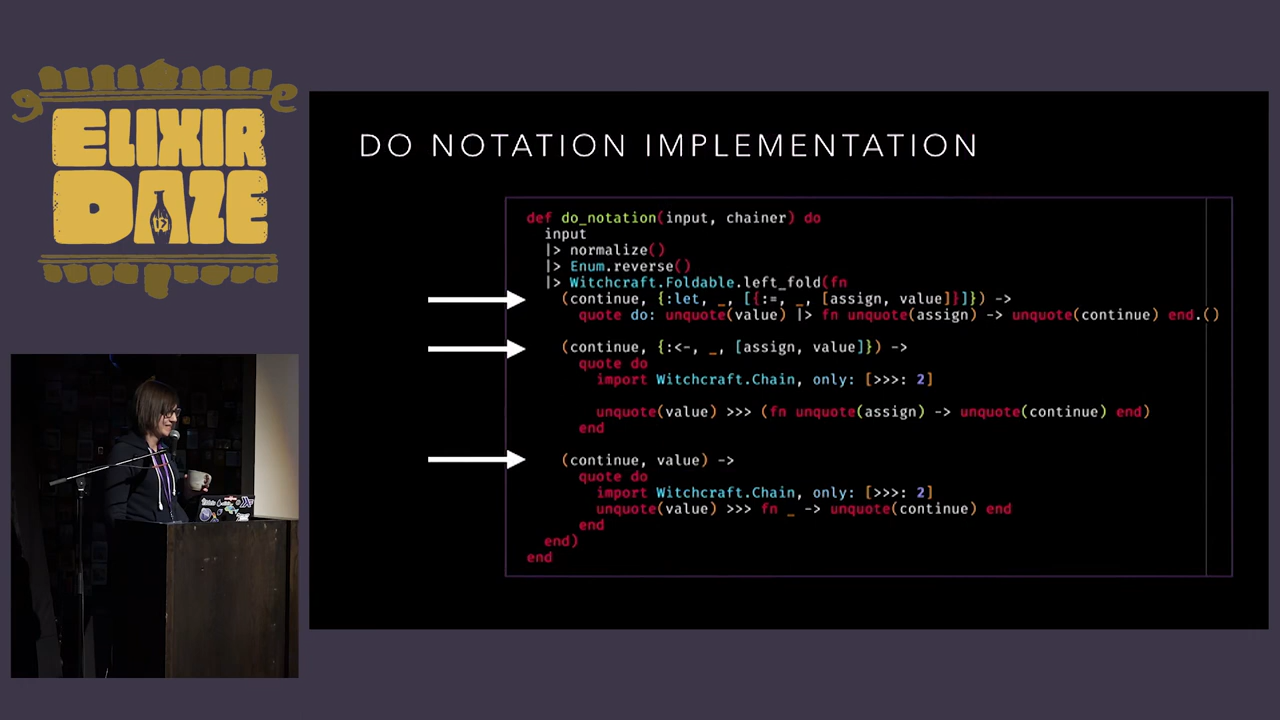 ELIXIR
DAZE
DO NOTATION IMPLEMENTATION
def do_notation(input, chainer) do
input
|> normalize()
|> Enum.reverse()
|> Witchcraft.Foldable.left_fold(fn
(continue, {:let, _, [{:=, _, [assign, value]}]}) ->
quote do: unquote(value) |> fn unquote(assign) -> unquote(continue) end.()
(continue, {:<-, _, [assign, value]}) ->
quote do
import Witchcraft.Chain, only: [>>>: 2]
unquote(value) >>> (fn unquote(assign) -> unquote(continue) end)
end
(continue, value) ->
quote do
import Witchcraft.Chain, only: [>>>: 2]
unquote(value) >>> fn _ -> unquote(continue) end
end
end)
end